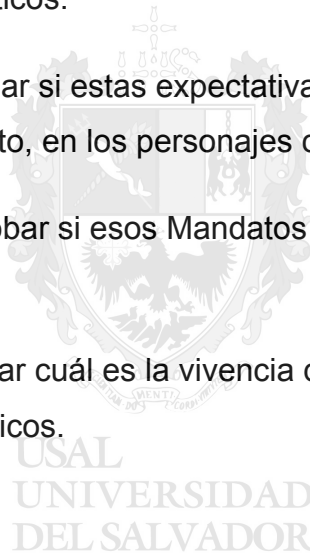 ticos.
ar si estas expectativa
to, en los personajes
bar si esos Mandatos
ar cuál es la vivencia
icos.
USAL
UNIVERSIDAD
DEL SALVADOR